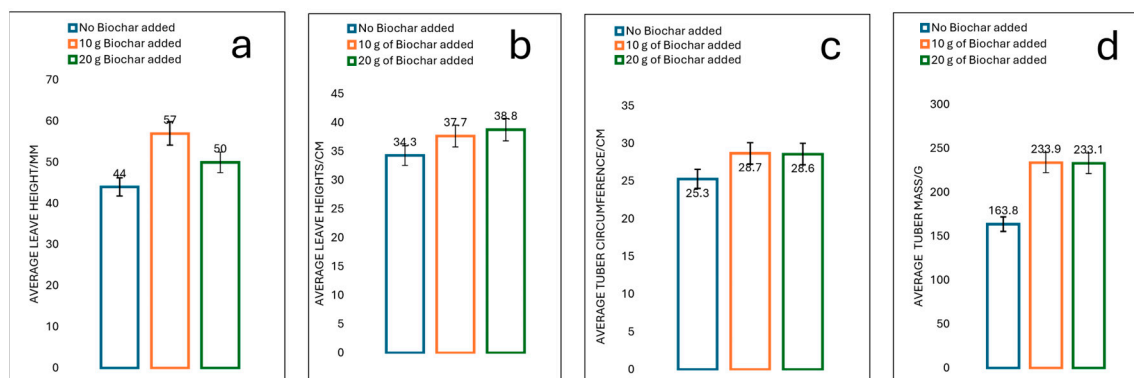 No Biochar added
10 g of Biochar added
20 g Biochar added
a
AVERAGE LEAVE HEIGHT/MM
70
60
50
40
30
20
10
0
44
57
50
No Biochar added
10 g of Biochar added
20 g of Biochar added
b
AVERAGE LEAVE HEIGHTS/CM
45
40
35
30
25
20
15
10
5
0
34.3
37.7
38.8
No Biochar added
10 g of Biochar added
20 g of Biochar added
c
AVERAGE TUBER CIRCUMFERENCE/CM
35
30
25
20
15
10
5
0
25.3
28.7
28.6
No Biochar added
10 g of Biochar added
20 g of Biochar added
d
AVERAGE TUBER MASS/G
300
250
200
150
100
50
0
163.8
233.9
233.1